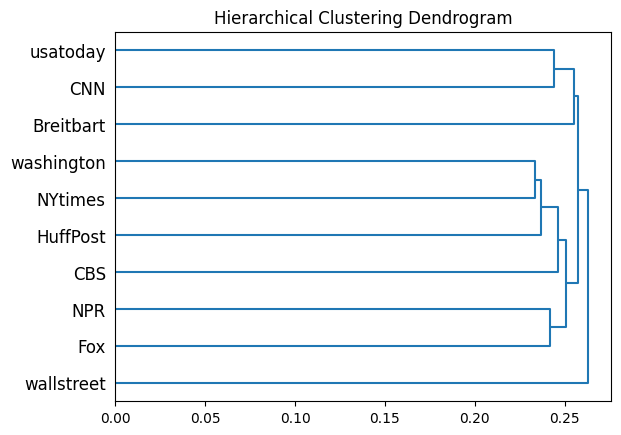 Hierarchical Clustering Dendrogram
usatoday
CNN
Breitbart
washington
NYtimes
HuffPost
CBS
NPR
Fox
wallstreet
0.00 0.05 0.10 0.15 0.20 0.25